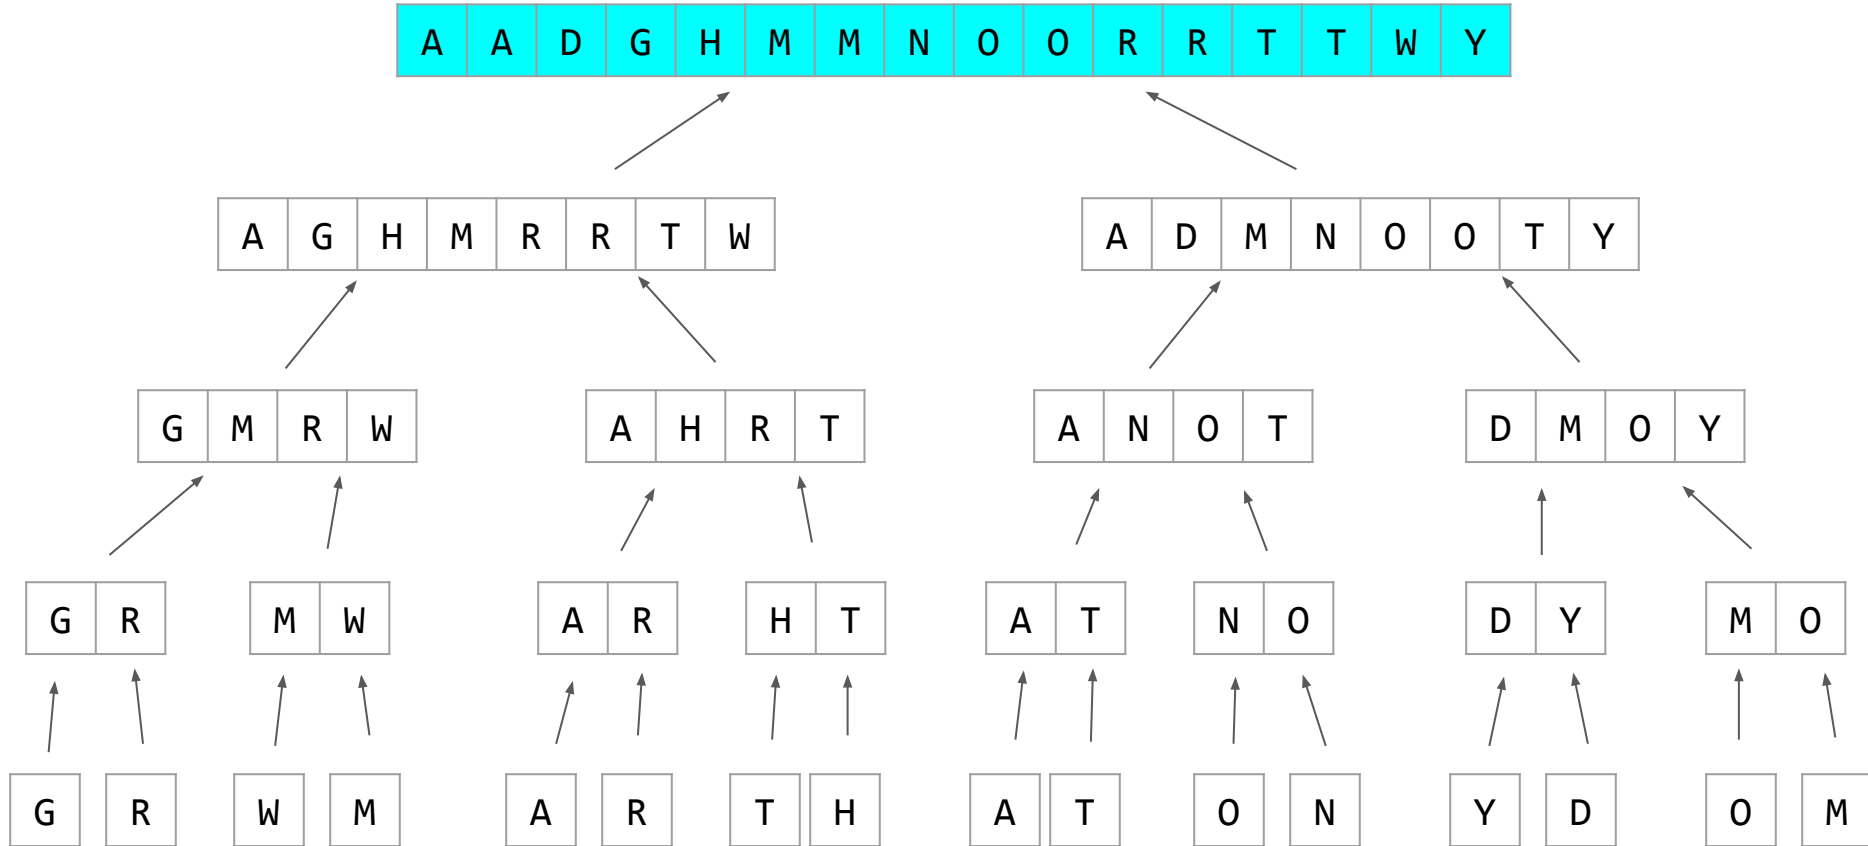 A A D G H M M N O O R R T T W Y
A G H M R R T W A D M N O O T Y
G M R W A H R T A N O T D M O Y
G R M W A R H T A T N O D Y M O
G R W M A R T H A T O N Y D O M